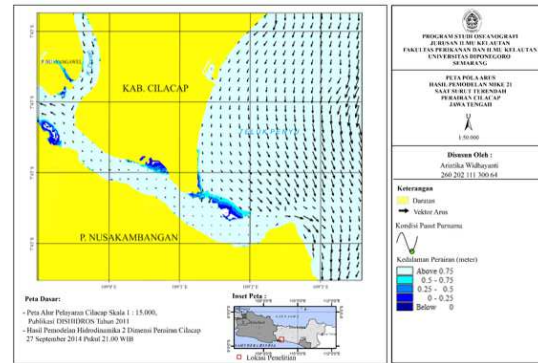 KAB. CILACAP
TELUK PENYU
P. NUSAKAMBANGAN
PROGRAM STUDI OSEANOGRAFI
JURUSAN ILMU KELAUTAN
FAKULTAS PERIKANAN DAN ILMU KELAUTAN
UNIVERSITAS DIPONEGORO
SEMARANG
PETA POLA ARUS
HASIL PEMODELAN MIKE 21
SAAT SURUT TERENDAH
PERAIRAN CILACAP
JAWA TENGAH
1:50.000
Disusun Oleh :
Aristika Widhayanti
260 202 111 300 64
Keterangan
Daratan
Vektor Arus
Kondisi Pasut Purnama
Kedalaman Perairan (meter)
Above 0.75
0.5 - 0.75
0.25 - 0.5
0 - 0.25
Below 0
Peta Dasar:
- Peta Alur Pelayaran Cilacap Skala 1 : 15.000,
Publikasi DISHIDROS Tahun 2011
- Hasil Pemodelan Hidrodinamika 2 Dimensi Perairan Cilacap
27 September 2014 Pukul 21.00 WIB
Inset Peta :
Lokasi Penelitian